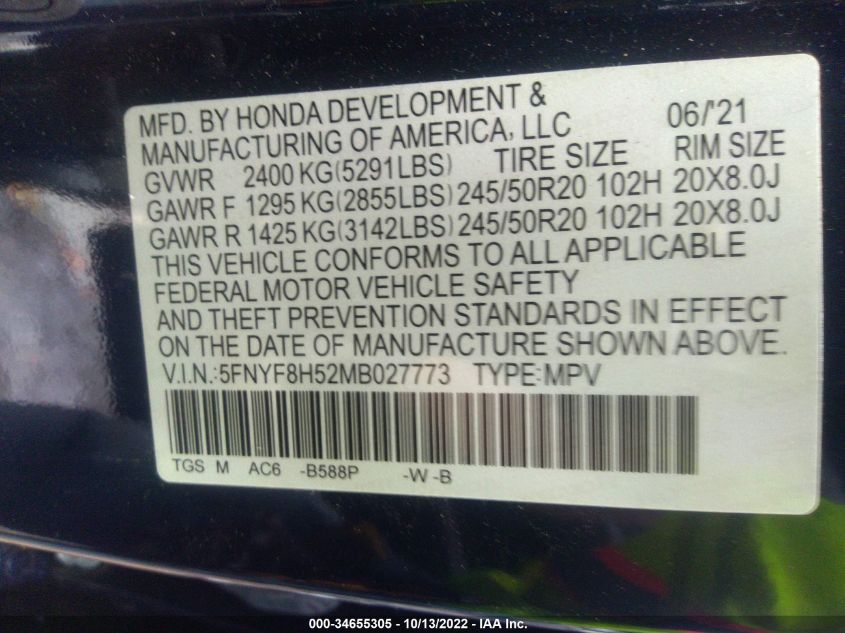 MFD. BY HONDA DEVELOPMENT & 06/'21
MANUFACTURING OF AMERICA, LLC
GVWR 2400 KG(5291LBS) TIRE SIZE RIM SIZE
GAWR F 1295 KG(2855LBS) 245/50R20 102H 20X8.0J
GAWR R 1425 KG(3142LBS) 245/50R20 102H 20X8.0J
THIS VEHICLE CONFORMS TO ALL APPLICABLE
FEDERAL MOTOR VEHICLE SAFETY
AND THEFT PREVENTION STANDARDS IN EFFECT
ON THE DATE OF MANUFACTURE SHOWN ABOVE.
V.I.N.:5FNYF8H52MB027773 TYPE:MPV
TGS M AC6 -B588P -W -B
000-34655305 - 10/13/2022 - IAA Inc.